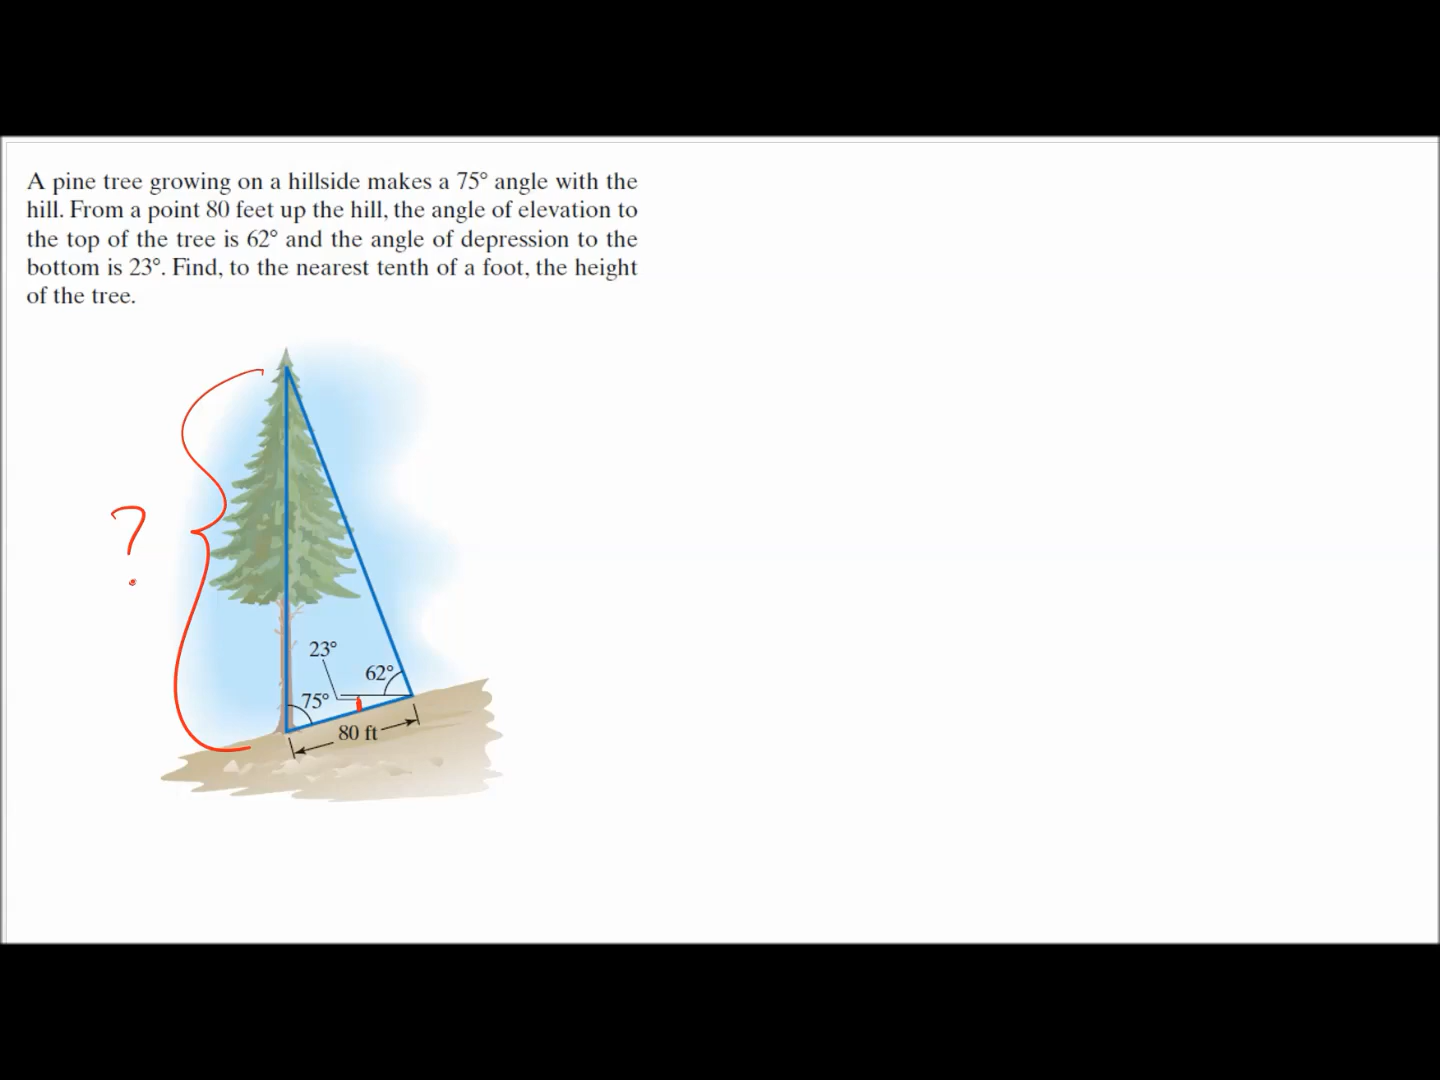 A pine tree growing on a hillside makes a 75° angle with the
hill. From a point 80 feet up the hill, the angle of elevation to
the top of the tree is 62° and the angle of depression to the
bottom is 23°. Find, to the nearest tenth of a foot, the height
of the tree.
?
23°
62°
75°
80 ft